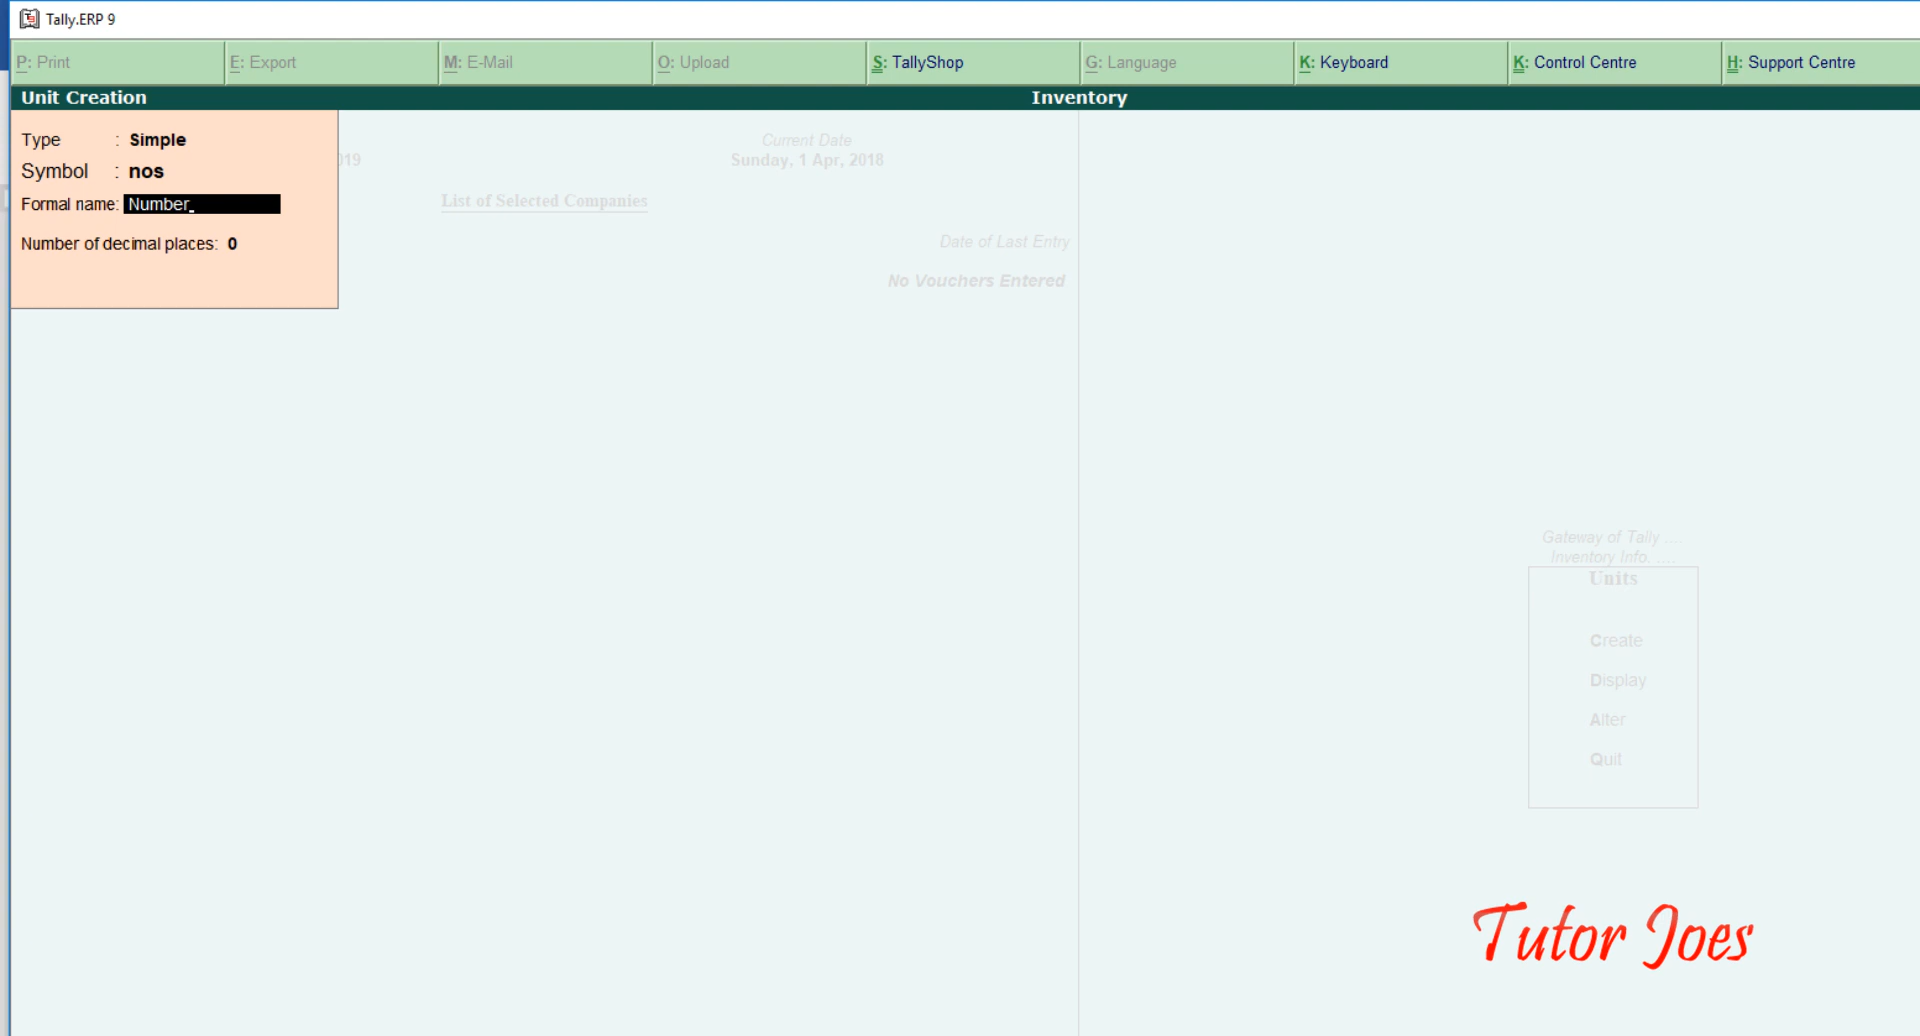 Tally.ERP 9
P: Print E: Export M: E-Mail O: Upload S: TallyShop G: Language K: Keyboard K: Control Centre H: Support Centre
Unit Creation Inventory
Type : Simple
Symbol : nos
Formal name: Number
Number of decimal places: 0
019
Current Date
Sunday, 1 Apr, 2018
List of Selected Companies
Date of Last Entry
No Vouchers Entered
Gateway of Tally ....
Inventory Info. ....
Units
Create
Display
Alter
Quit
Tutor Joes